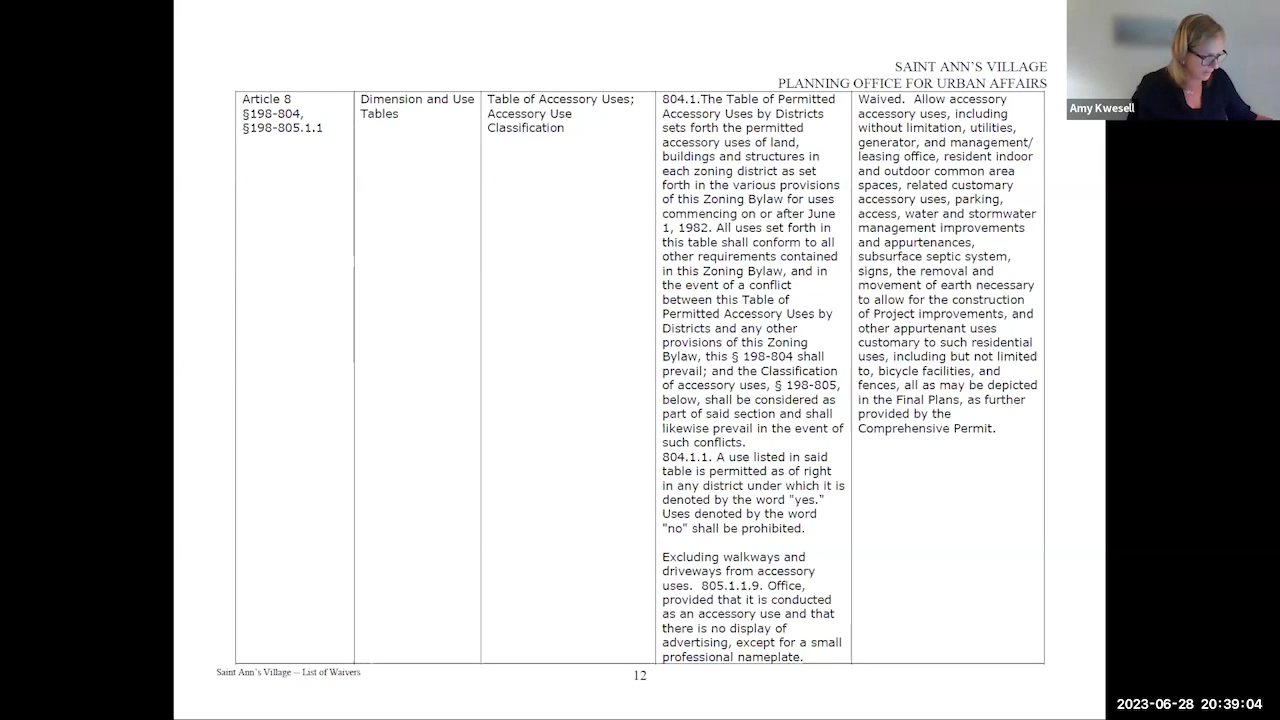 SAINT ANN'S VILLAGE
PLANNING OFFICE FOR URBAN AFFAIRS
Article 8
§198-804,
§198-805.1.1
Dimension and Use
Tables
Table of Accessory Uses;
Accessory Use
Classification
804.1.The Table of Permitted
Accessory Uses by Districts
sets forth the permitted
accessory uses of land,
buildings and structures in
each zoning district as set
forth in the various provisions
of this Zoning Bylaw for uses
commencing on or after June
1, 1982. All uses set forth in
this table shall conform to all
other requirements contained
in this Zoning Bylaw, and in
the event of a conflict
between this Table of
Permitted Accessory Uses by
Districts and any other
provisions of this Zoning
Bylaw, this § 198-804 shall
prevail; and the Classification
of accessory uses, § 198-805,
below, shall be considered as
part of said section and shall
likewise prevail in the event of
such conflicts.
804.1.1. A use listed in said
table is permitted as of right
in any district under which it is
denoted by the word "yes."
Uses denoted by the word
"no" shall be prohibited.
Excluding walkways and
driveways from accessory
uses.  805.1.1.9. Office,
provided that it is conducted
as an accessory use and that
there is no display of
advertising, except for a small
professional nameplate.
Waived.  Allow accessory
accessory uses, including
without limitation, utilities,
generator, and management/
leasing office, resident indoor
and outdoor common area
spaces, related customary
accessory uses, parking,
access, water and stormwater
management improvements
and appurtenances,
subsurface septic system,
signs, the removal and
movement of earth necessary
to allow for the construction
of Project improvements, and
other appurtenant uses
customary to such residential
uses, including but not limited
to, bicycle facilities, and
fences, all as may be depicted
in the Final Plans, as further
provided by the
Comprehensive Permit.
Saint Ann's Village – List of Waivers
12
Amy Kwesell
2023-06-28 20:39:04